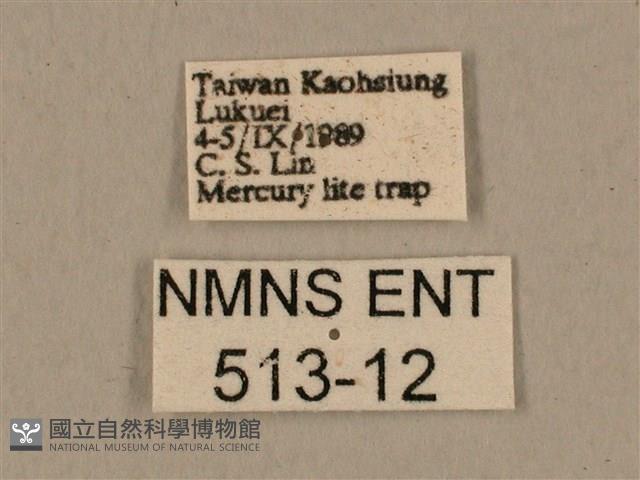 Taiwan Kaohsiung
Lukuei
4-5/IX/1989
C. S. Lin
Mercury lite trap
NMNS ENT
513-12
國立自然科學博物館
NATIONAL MUSEUM OF NATURAL SCIENCE